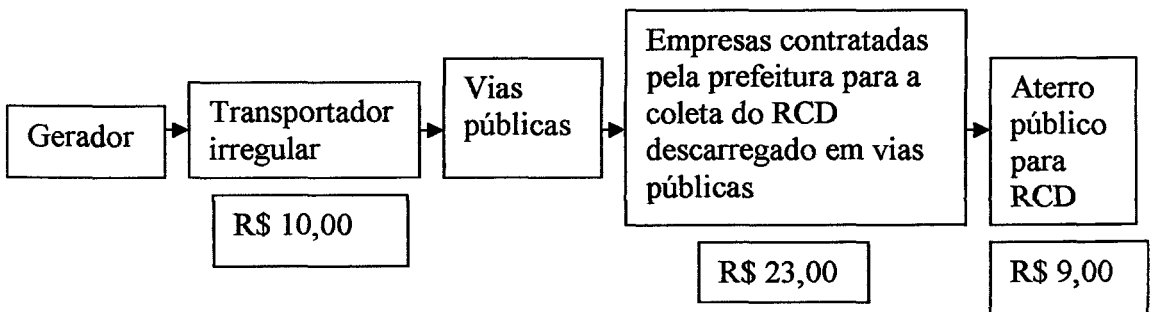 Gerador
Transportador
irregular
R$ 10,00
Vias
públicas
Empresas contratadas
pela prefeitura para a
coleta do RCD
descarregado em vias
públicas
R$ 23,00
Aterro
público
para
RCD
R$ 9,00